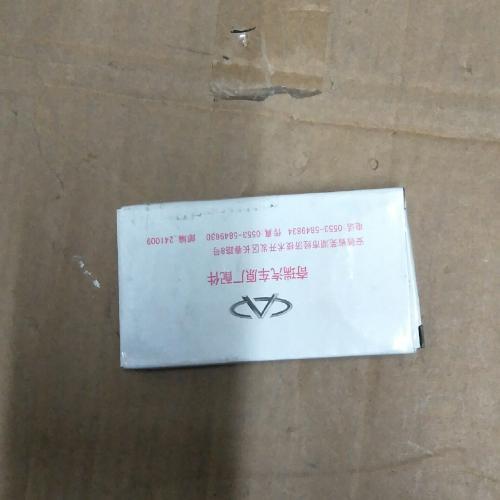 奇瑞汽车原厂配件
安徽省芜湖市经济技术开发区长春路8号
电话 0553-5849834 传真 0553-5849630 邮编 241009